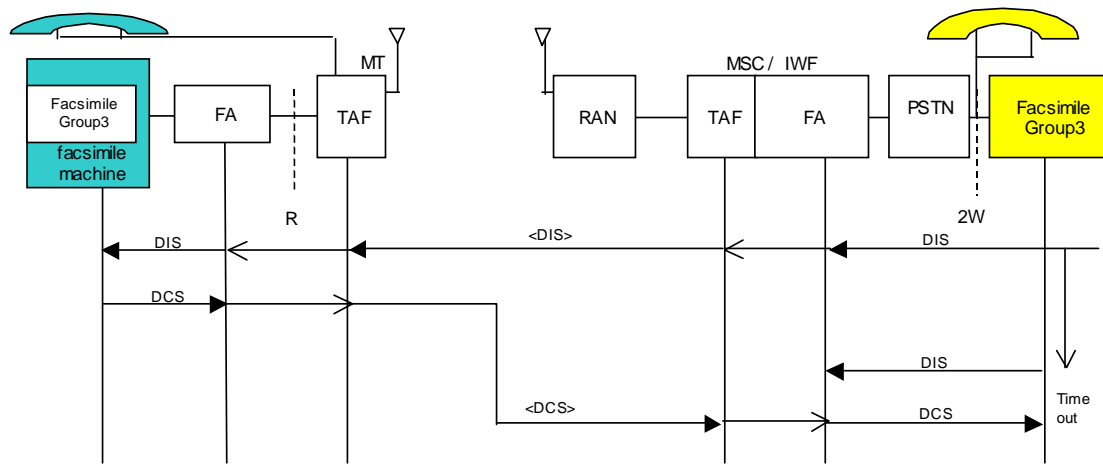 MT
MSC/ IWF
Facsimile
Group3
facsimile
machine
FA
TAF
RAN
TAF
FA
PSTN
Facsimile
Group3
R
2W
DIS
<DIS>
DIS
DCS
DIS
Time
out
<DCS>
DCS